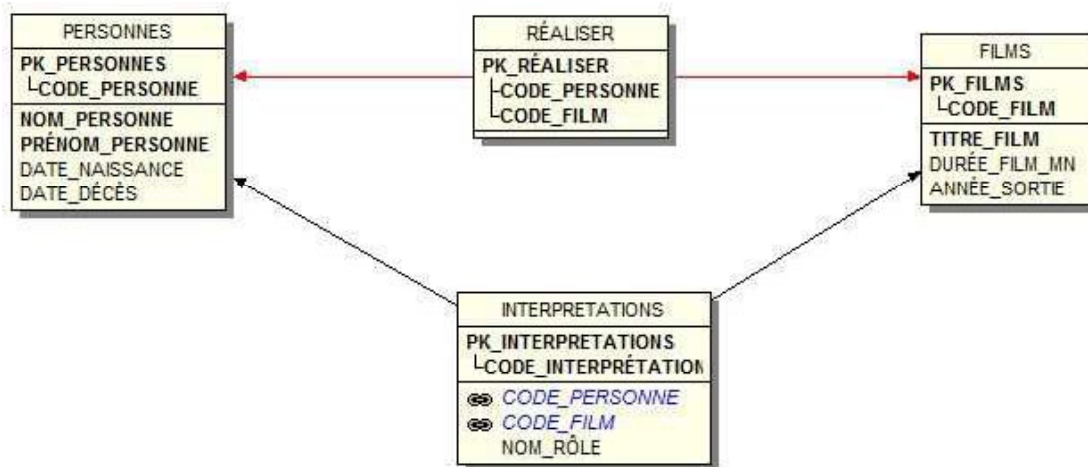 PERSONNES
PK_PERSONNES
CODE_PERSONNE
NOM_PERSONNE
PRÉNOM_PERSONNE
DATE_NAISSANCE
DATE_DÉCÈS
RÉALISER
PK_RÉALISER
CODE_PERSONNE
CODE_FILM
FILMS
PK_FILMS
CODE_FILM
TITRE_FILM
DURÉE_FILM_MN
ANNÉE_SORTIE
INTERPRETATIONS
PK_INTERPRETATIONS
CODE_INTERPRÉTATION
CODE_PERSONNE
CODE_FILM
NOM_RÔLE